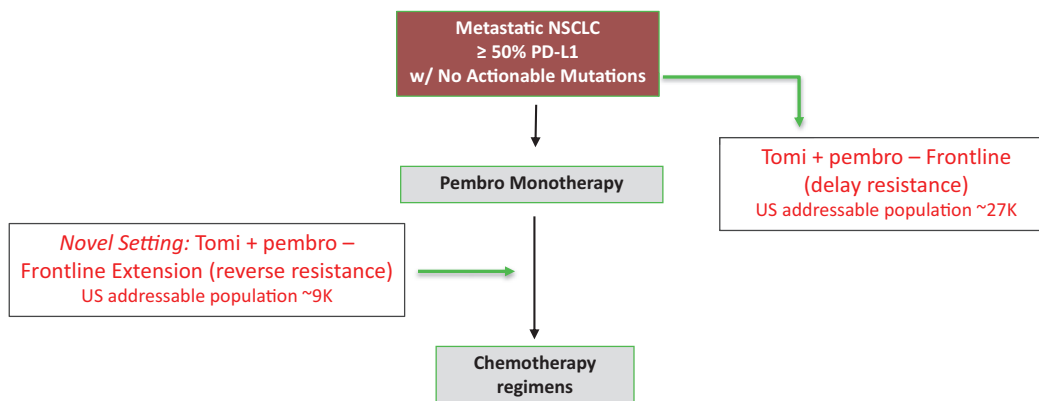 Metastatic NSCLC
≥ 50% PD-L1
w/ No Actionable Mutations
Tomi + pembro – Frontline
(delay resistance)
US addressable population ~27K
Pembro Monotherapy
Novel Setting: Tomi + pembro –
Frontline Extension (reverse resistance)
US addressable population ~9K
Chemotherapy
regimens